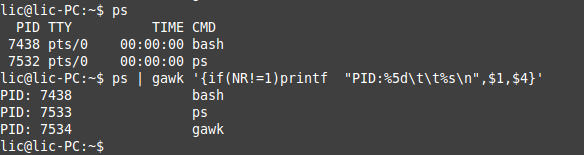 lic@lic-PC:~$ ps
  PID TTY          TIME CMD
 7438 pts/0    00:00:00 bash
 7532 pts/0    00:00:00 ps
lic@lic-PC:~$ ps | gawk '{if(NR!=1)printf  "PID:%5d\t\t%s\n",$1,$4}'
PID: 7438               bash
PID: 7533               ps
PID: 7534               gawk
lic@lic-PC:~$